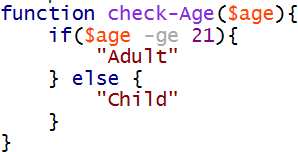 function check-Age($age){
    if($age -ge 21){
        "Adult"
    } else {
        "Child"
    }
}